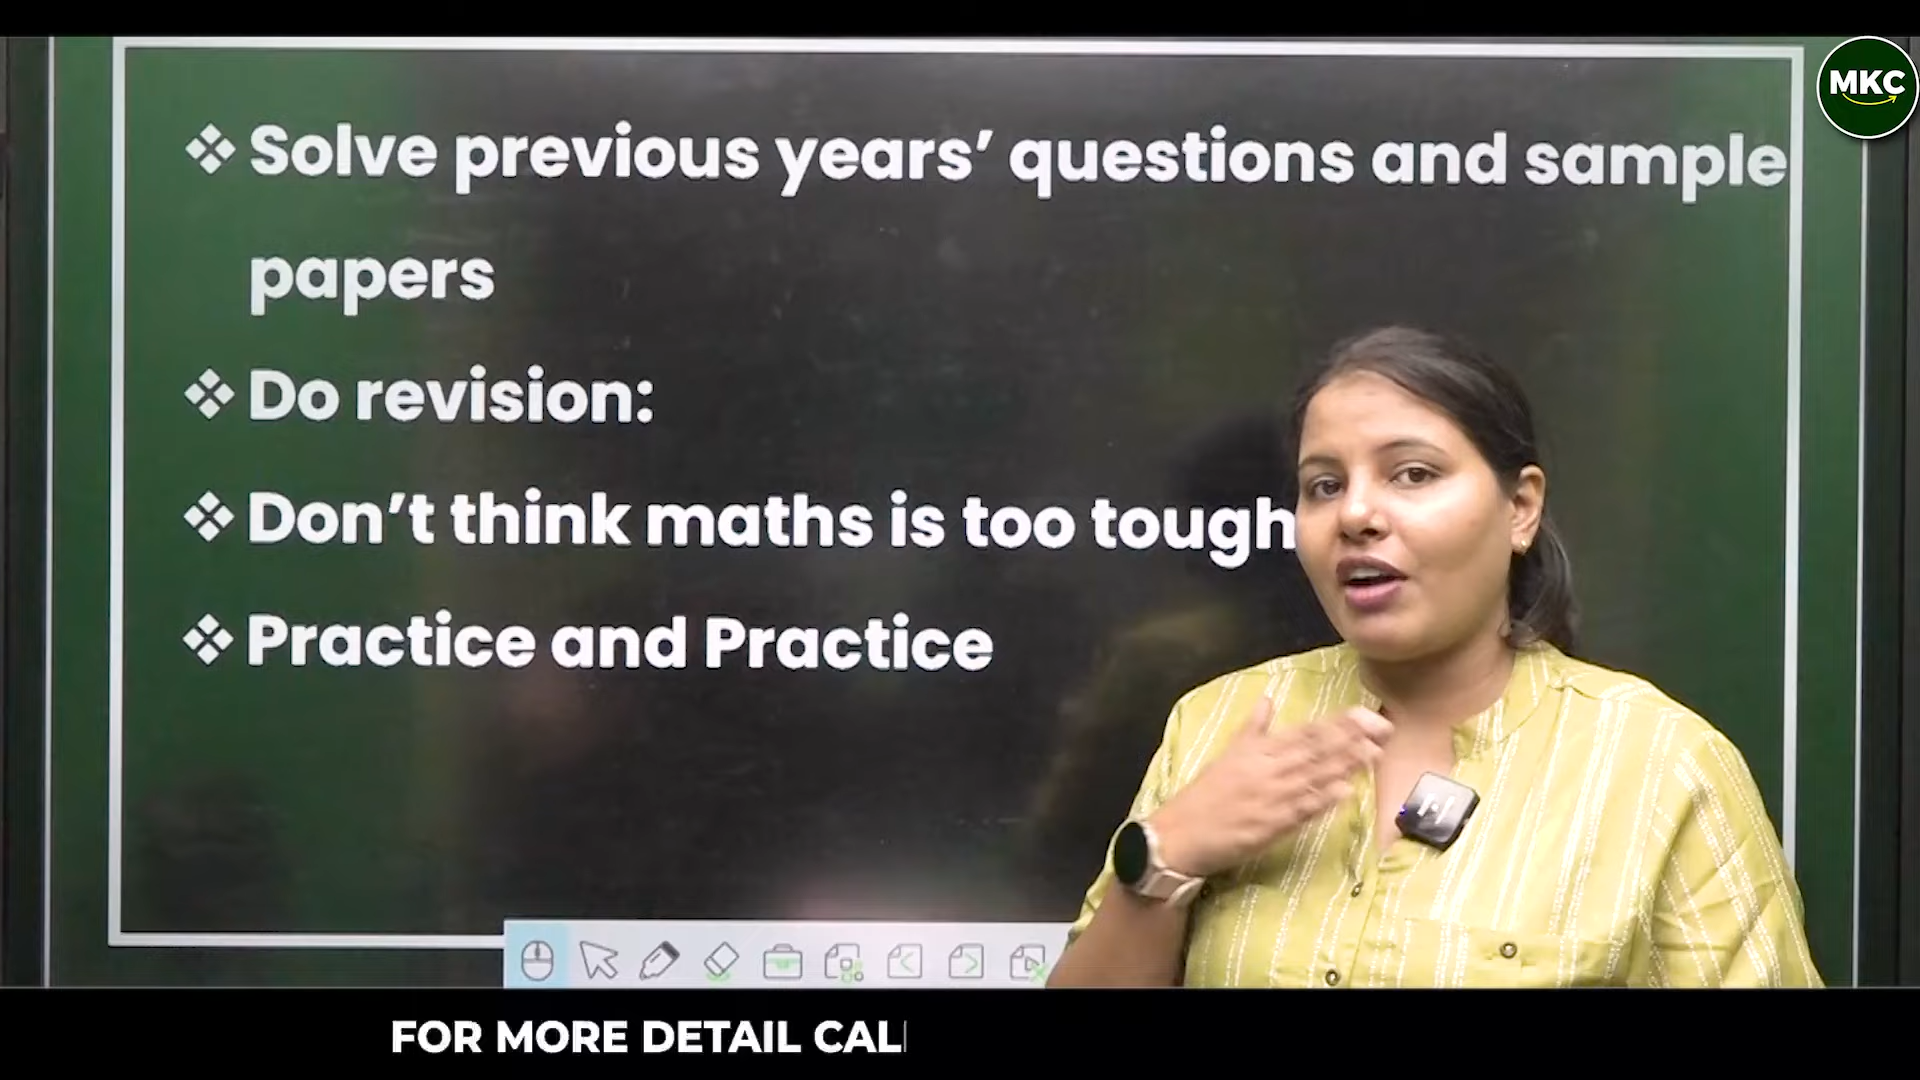 MKC
❖ Solve previous years’ questions and sample
papers
❖ Do revision:
❖ Don’t think maths is too tough
❖ Practice and Practice
FOR MORE DETAIL CAL